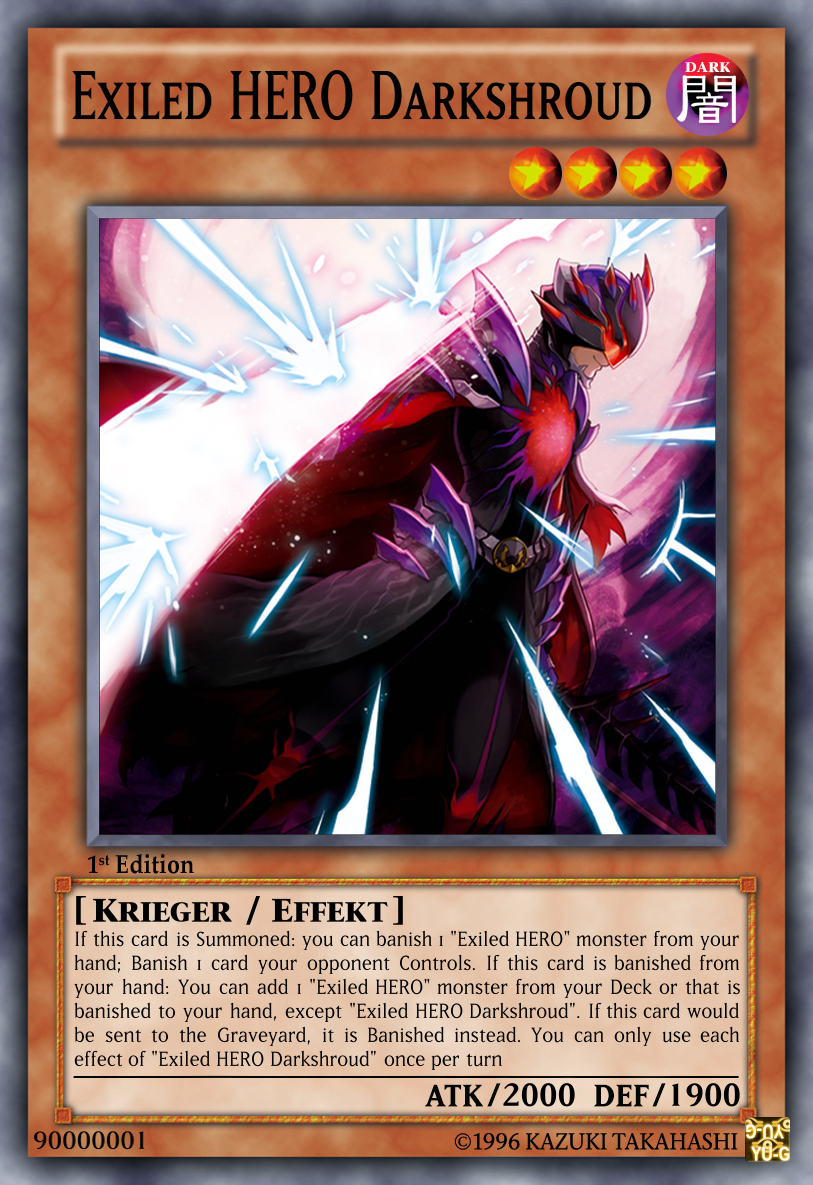 Exiled HERO Darkshroud
DARK
闇
1st Edition
[ Krieger / Effekt ]
If this card is Summoned: you can banish 1 "Exiled HERO" monster from your
hand; Banish 1 card your opponent Controls. If this card is banished from
your hand: You can add 1 "Exiled HERO" monster from your Deck or that is
banished to your hand, except "Exiled HERO Darkshroud". If this card would
be sent to the Graveyard, it is Banished instead. You can only use each
effect of "Exiled HERO Darkshroud" once per turn
ATK/2000 DEF/1900
90000001
©1996 KAZUKI TAKAHASHI